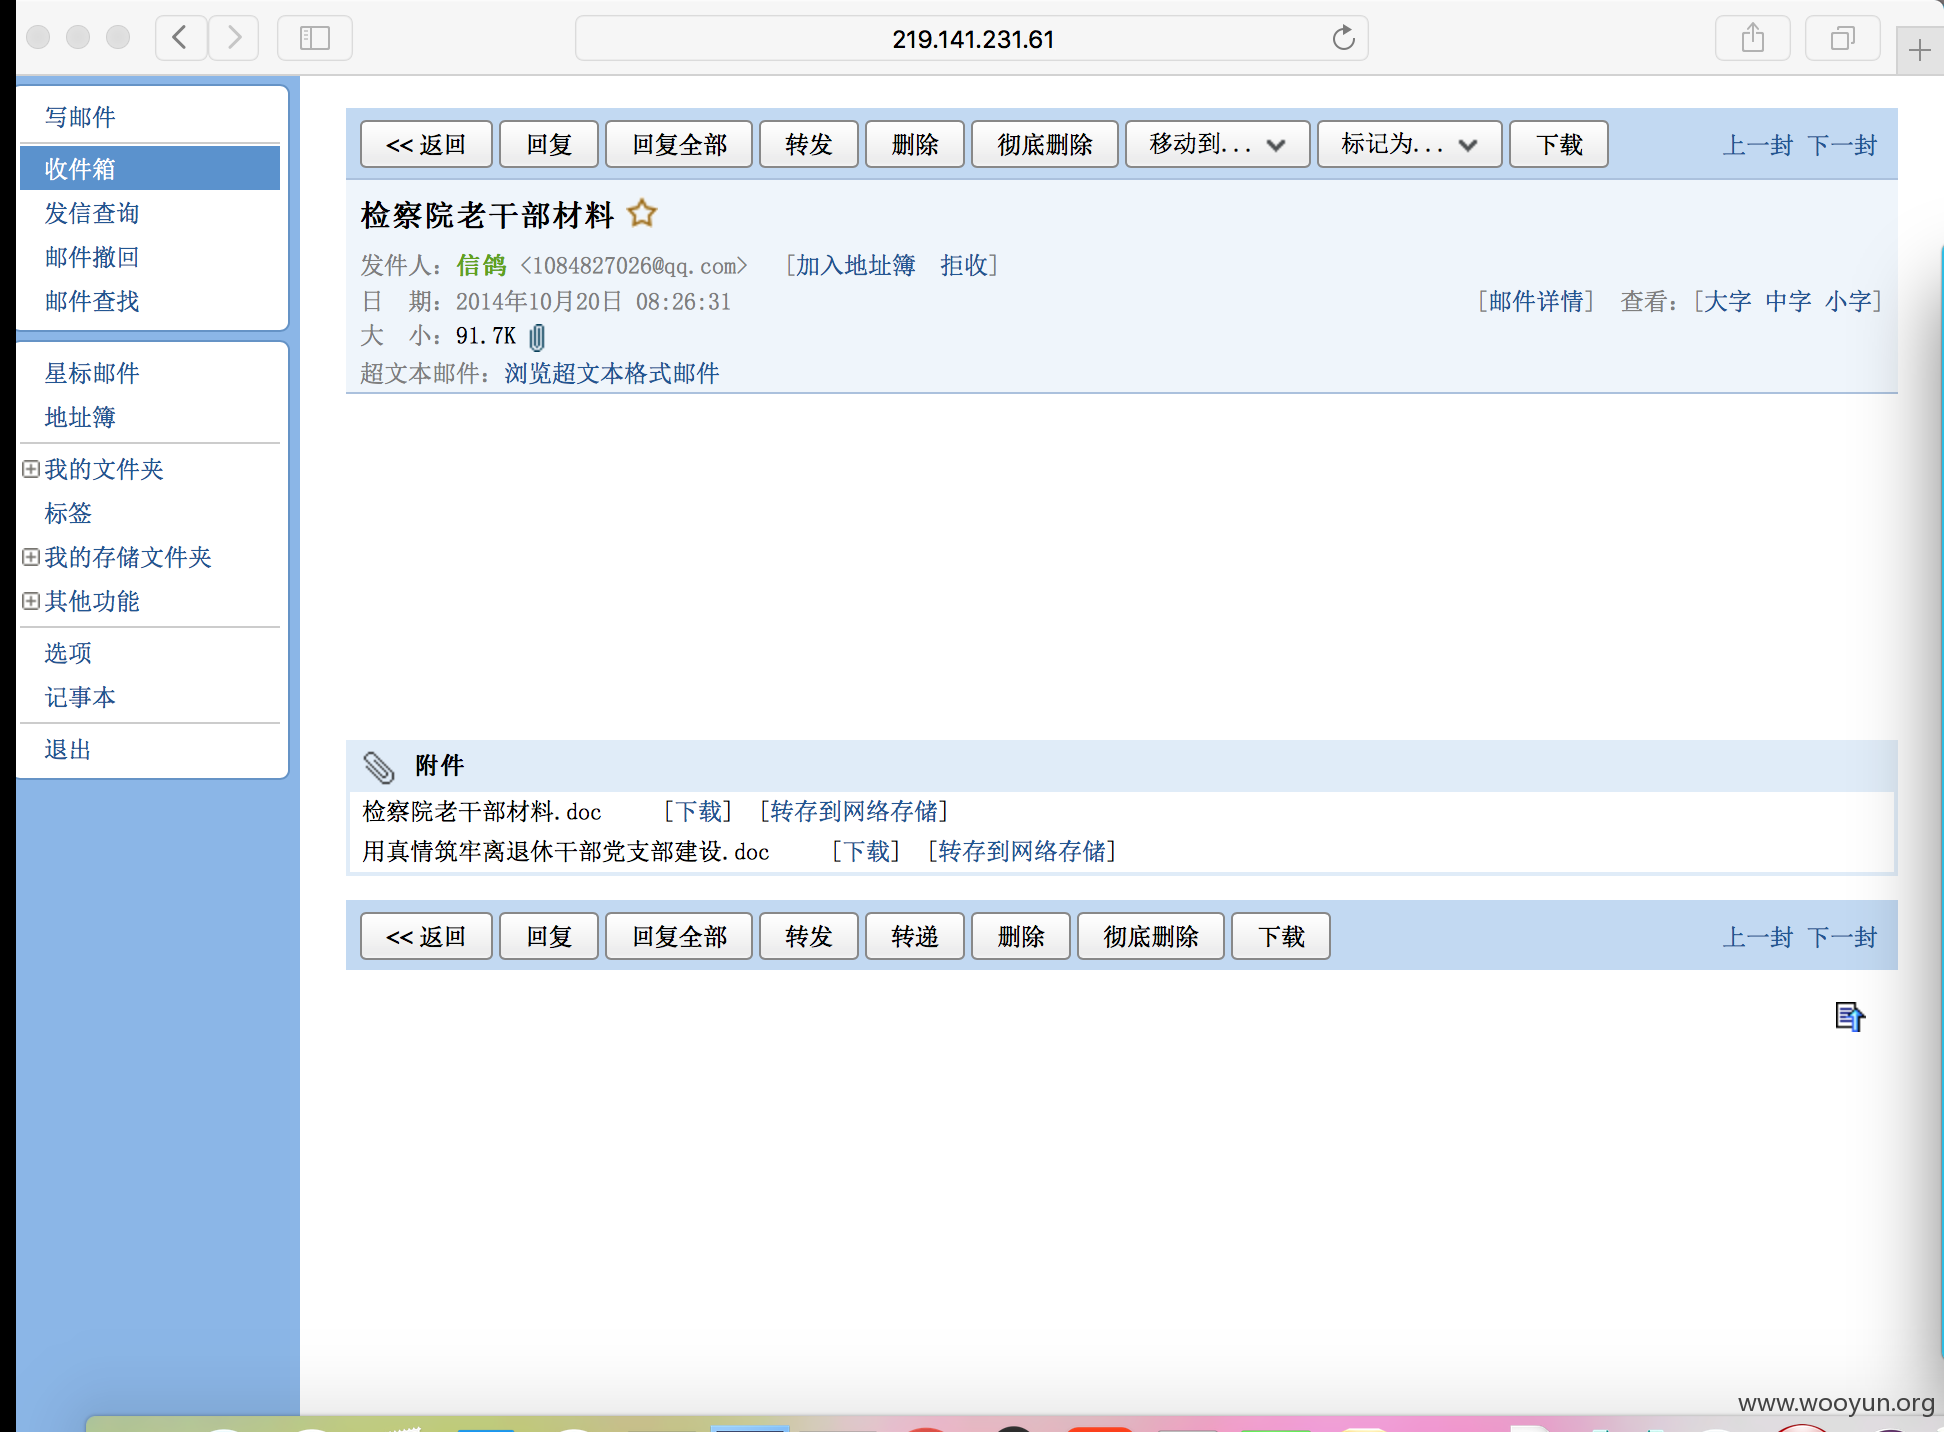 219.141.231.61
写邮件
收件箱
发信查询
邮件撤回
邮件查找
星标邮件
地址簿
我的文件夹
标签
我的存储文件夹
其他功能
选项
记事本
退出
<< 返回 回复 回复全部 转发 删除 彻底删除 移动到... 标记为... 下载 上一封 下一封
检察院老干部材料
发件人：信鸽 <1084827026@qq.com> [加入地址簿 拒收]
日 期：2014年10月20日 08:26:31 [邮件详情] 查看：[大字 中字 小字]
大 小：91.7K
超文本邮件：浏览超文本格式邮件
附件
检察院老干部材料.doc [下载] [转存到网络存储]
用真情筑牢离退休干部党支部建设.doc [下载] [转存到网络存储]
<< 返回 回复 回复全部 转发 转递 删除 彻底删除 下载 上一封 下一封
www.wooyun.org